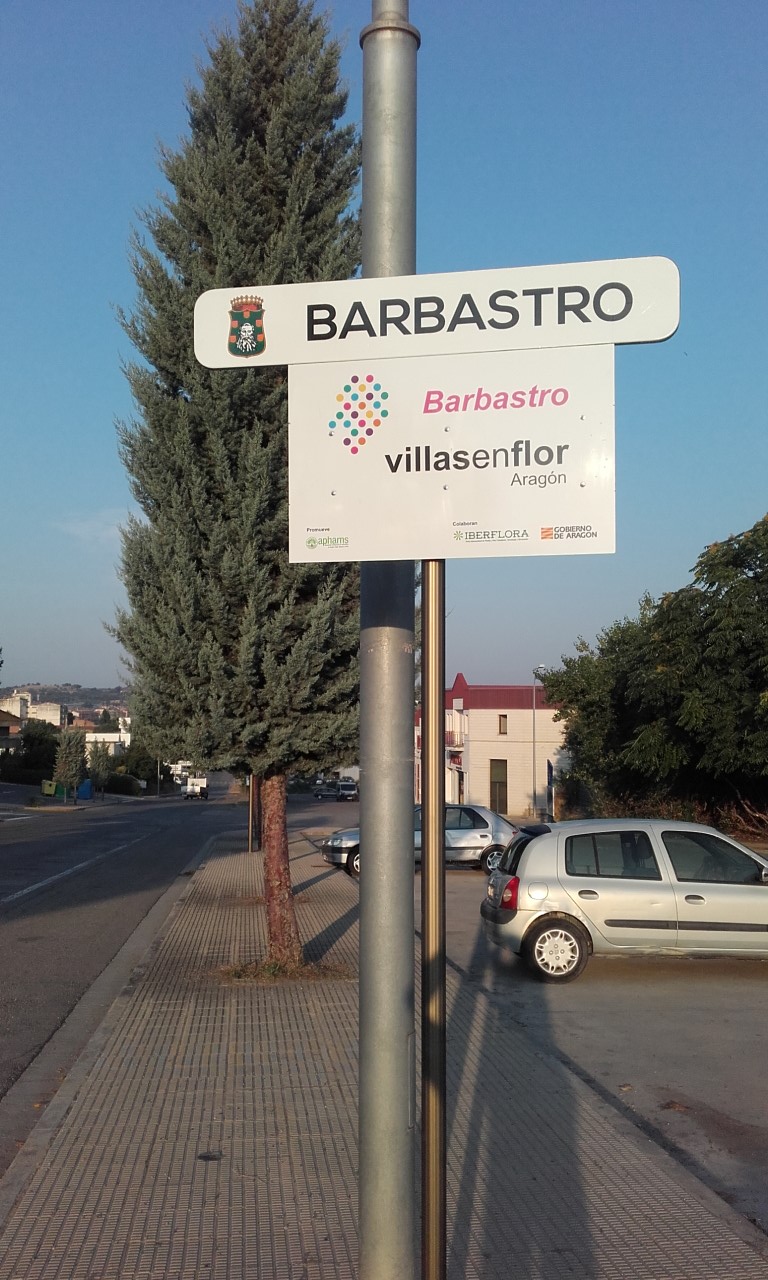 BARBASTRO
Barbastro
villasenflor
Aragón
Promueve
aphams
Colaboran
IBERFLORA
GOBIERNO
DE ARAGON